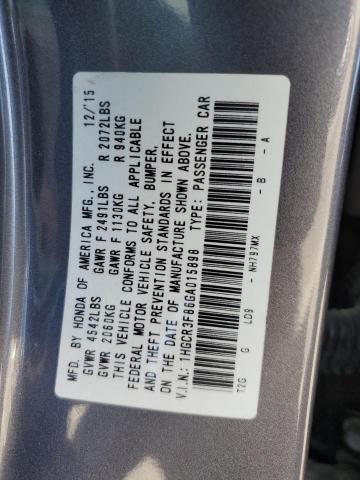 MFD. BY HONDA OF AMERICA MFG., INC. 12/'15
GVWR 4542LBS GAWR F 2491LBS R 2072LBS
GVWR 2060KG GAWR F 1130KG R 940KG
THIS VEHICLE CONFORMS TO ALL APPLICABLE
FEDERAL MOTOR VEHICLE SAFETY, BUMPER,
AND THEFT PREVENTION STANDARDS IN EFFECT
ON THE DATE OF MANUFACTURE SHOWN ABOVE.
V.I.N.: 1HGCR3F86GA015898 TYPE: PASSENGER CAR
T2G G LD9 - NH797MX - B - A